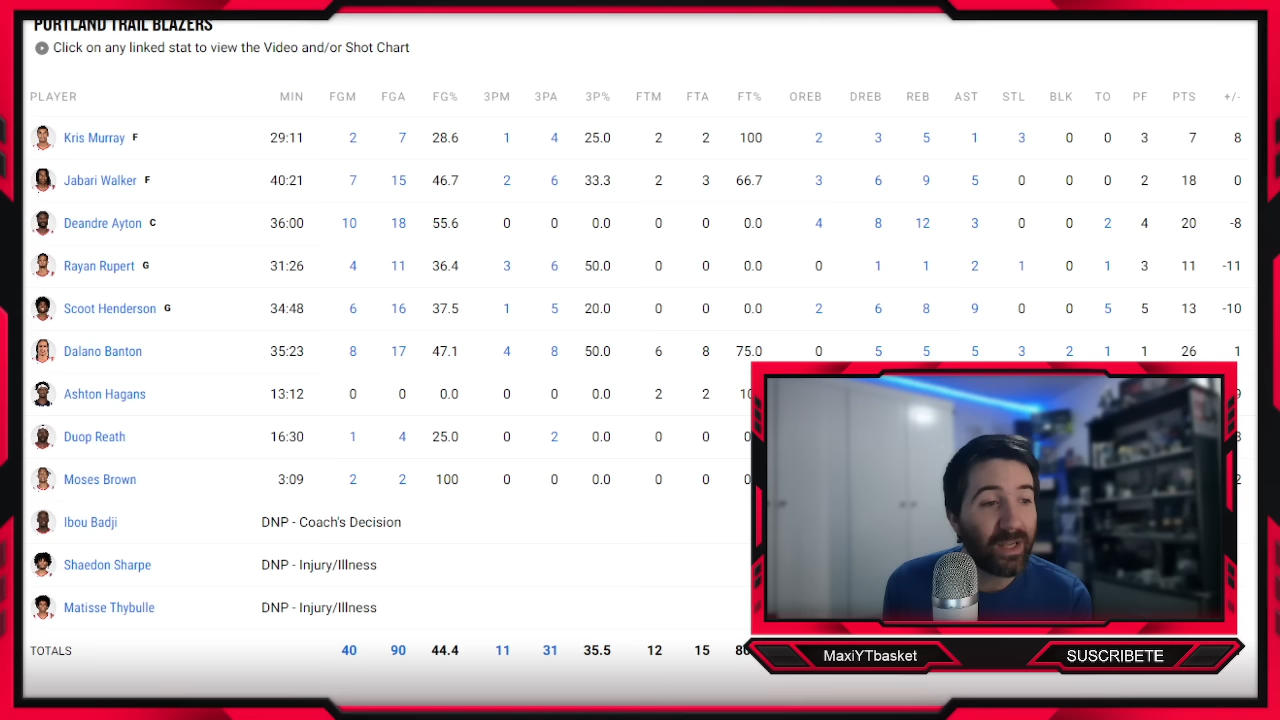 PORTLAND TRAIL BLAZERS
Click on any linked stat to view the Video and/or Shot Chart
PLAYER MIN FGM FGA FG% 3PM 3PA 3P% FTM FTA FT% OREB DREB REB AST STL BLK TO PF PTS +/-
Kris Murray F 29:11 2 7 28.6 1 4 25.0 2 2 100 2 3 5 1 3 0 0 3 7 8
Jabari Walker F 40:21 7 15 46.7 2 6 33.3 2 3 66.7 3 6 9 5 0 0 0 2 18 0
Deandre Ayton C 36:00 10 18 55.6 0 0 0.0 0 0 0.0 4 8 12 3 0 0 2 4 20 -8
Rayan Rupert G 31:26 4 11 36.4 3 6 50.0 0 0 0.0 0 1 1 2 1 0 1 3 11 -11
Scoot Henderson G 34:48 6 16 37.5 1 5 20.0 0 0 0.0 2 6 8 9 0 0 5 5 13 -10
Dalano Banton 35:23 8 17 47.1 4 8 50.0 6 8 75.0 0 5 5 5 3 2 1 1 26 1
Ashton Hagans 13:12 0 0 0.0 0 0 0.0 2 2
Duop Reath 16:30 1 4 25.0 0 2 0.0 0 0
Moses Brown 3:09 2 2 100 0 0 0.0 0 0
Ibou Badji DNP - Coach's Decision
Shaedon Sharpe DNP - Injury/Illness
Matisse Thybulle DNP - Injury/Illness
TOTALS 40 90 44.4 11 31 35.5 12 15
MaxiYTbasket
SUSCRIBETE